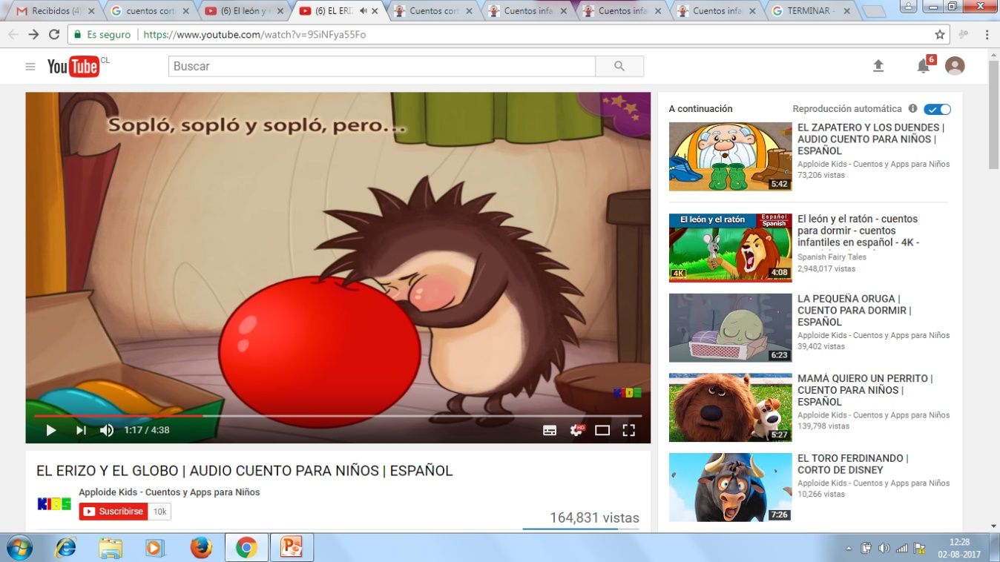 Recibidos (4)
cuentos cort
(6) El león y
(6) EL ERI
Cuentos cort
Cuentos infa
Cuentos infa
Cuentos infa
TERMINAR -
Es seguro
https://www.youtube.com/watch?v=9SiNFya55Fo
YouTube CL
Buscar
6
Sopló, sopló y sopló, pero...
KIDS
1:17 / 4:38
HD
EL ERIZO Y EL GLOBO | AUDIO CUENTO PARA NIÑOS | ESPAÑOL
KIDS
Apploide Kids - Cuentos y Apps para Niños
Suscribirse 10k
164,831 vistas
A continuación
Reproducción automática
5:42
EL ZAPATERO Y LOS DUENDES |
AUDIO CUENTO PARA NIÑOS |
ESPAÑOL
Apploide Kids - Cuentos y Apps para Niños
73,206 vistas
El león y el ratón
Español
Spanish
4K
4:08
El león y el ratón - cuentos
para dormir - cuentos
infantiles en español - 4K -
Spanish Fairy Tales
2,948,017 vistas
6:23
LA PEQUEÑA ORUGA |
CUENTO PARA DORMIR |
ESPAÑOL
Apploide Kids - Cuentos y Apps para Niños
39,402 vistas
5:27
MAMÁ QUIERO UN PERRITO |
CUENTO PARA NIÑOS |
ESPAÑOL
Apploide Kids - Cuentos y Apps para Niños
139,798 vistas
7:26
EL TORO FERDINANDO |
CORTO DE DISNEY
Apploide Kids - Cuentos y Apps para Niños
10,266 vistas
12:28
02-08-2017